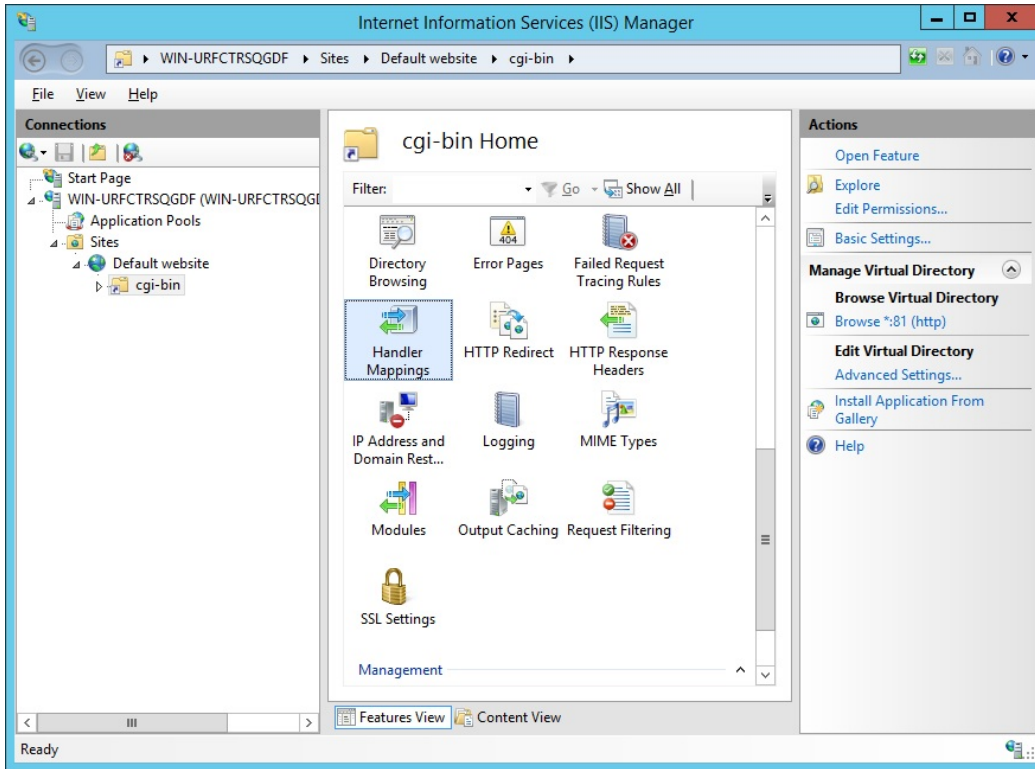 Internet Information Services (IIS) Manager
WIN-URFCTRSQGDF
Sites
Default website
cgi-bin
File View Help
Connections
Start Page
WIN-URFCTRSQGDF (WIN-URFCTRSQGD
Application Pools
Sites
Default website
cgi-bin
cgi-bin Home
Filter: Go Show All
Directory
Browsing
404
Error Pages
Failed Request
Tracing Rules
Handler
Mappings
HTTP Redirect
HTTP Response
Headers
IP Address and
Domain Rest...
Logging
MIME Types
Modules
Output Caching
Request Filtering
SSL Settings
Management
Features View
Content View
Actions
Open Feature
Explore
Edit Permissions...
Basic Settings...
Manage Virtual Directory
Browse Virtual Directory
Browse *:81 (http)
Edit Virtual Directory
Advanced Settings...
Install Application From
Gallery
Help
Ready